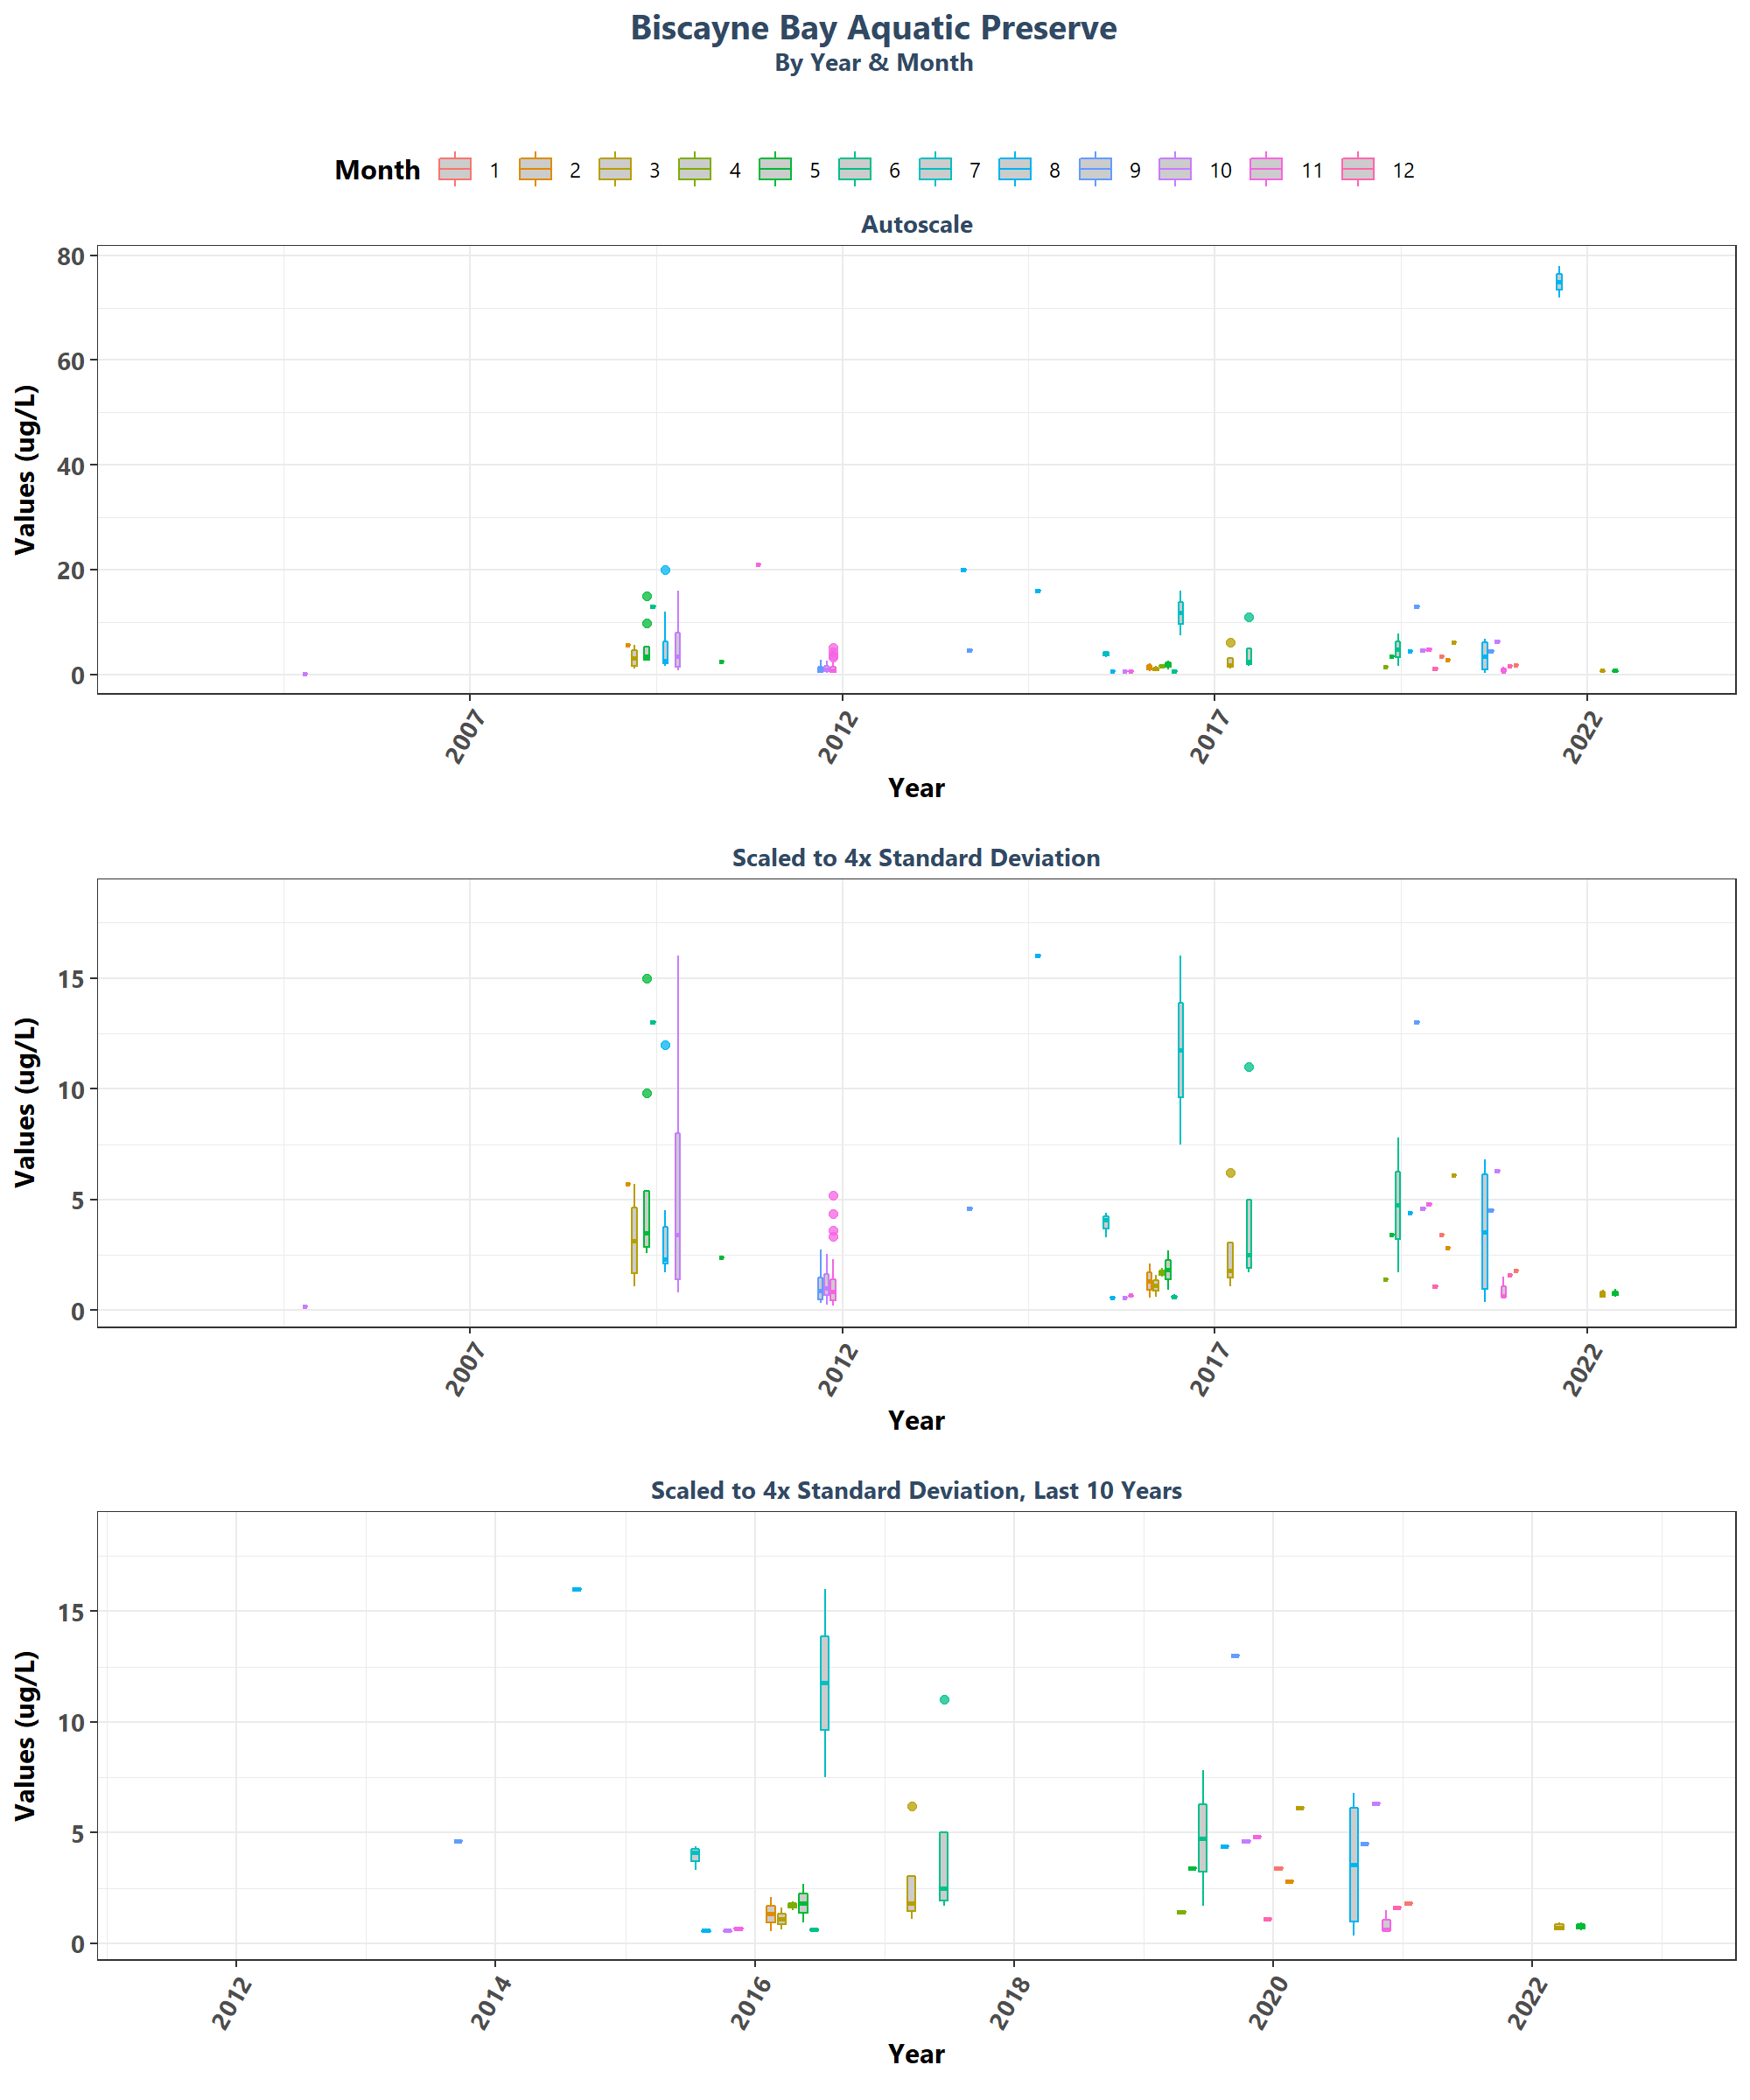 Biscayne Bay Aquatic Preserve
By Year & Month
Month 1 2 3 4 5 6 7 8 9 10 11 12
Autoscale
80
60
40
20
0
Values (ug/L)
2007 2012 2017 2022
Year
Scaled to 4x Standard Deviation
15
10
5
0
Values (ug/L)
2007 2012 2017 2022
Year
Scaled to 4x Standard Deviation, Last 10 Years
15
10
5
0
Values (ug/L)
2012 2014 2016 2018 2020 2022
Year